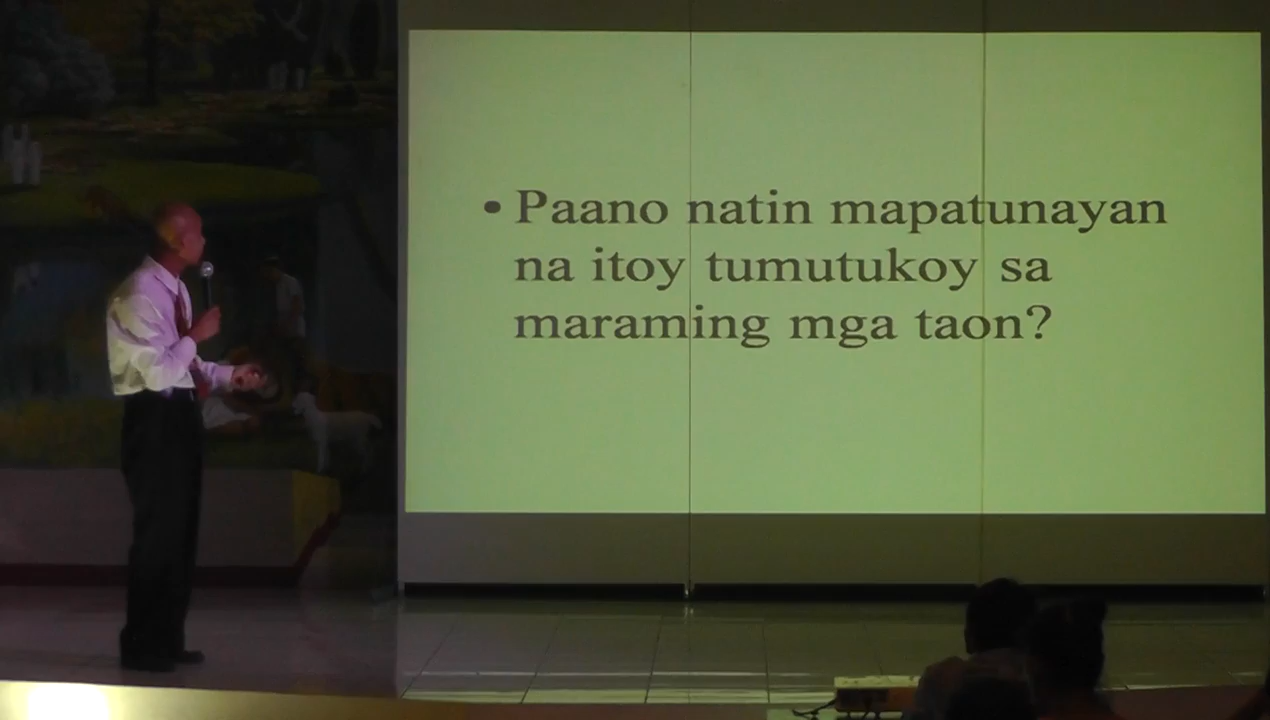 • Paano natin mapatunayan
na itoy tumutukoy sa
maraming mga taon?